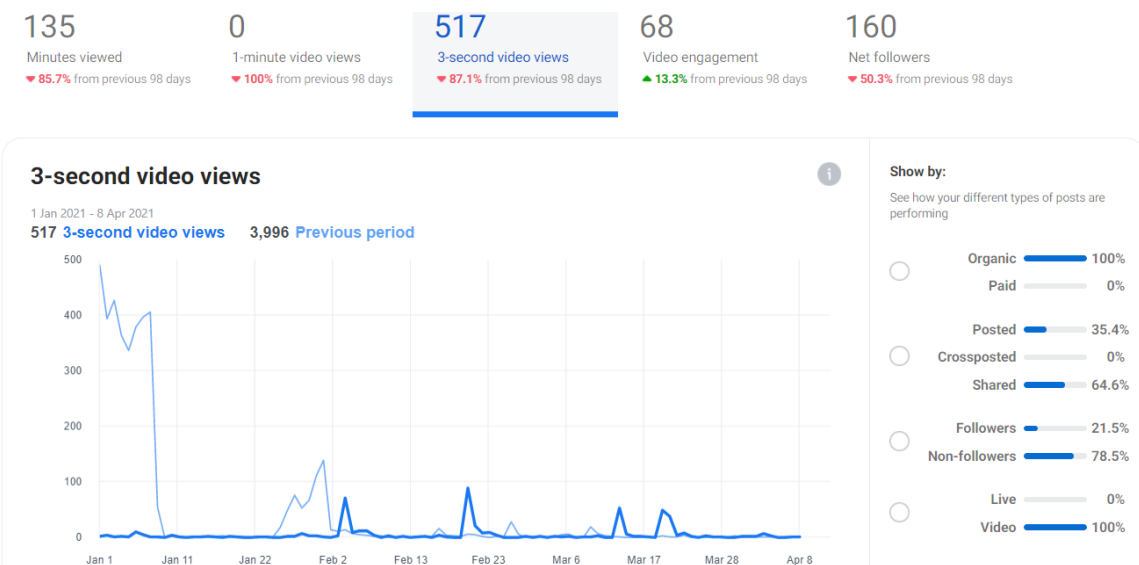 135
Minutes viewed
85.7% from previous 98 days
0
1-minute video views
100% from previous 98 days
517
3-second video views
87.1% from previous 98 days
68
Video engagement
13.3% from previous 98 days
160
Net followers
50.3% from previous 98 days
3-second video views
i
1 Jan 2021 - 8 Apr 2021
517 3-second video views 3,996 Previous period
500
400
300
200
100
0
Jan 1 Jan 11 Jan 22 Feb 2 Feb 13 Feb 23 Mar 6 Mar 17 Mar 28 Apr 8
Show by:
See how your different types of posts are
performing
Organic 100%
Paid 0%
Posted 35.4%
Crossposted 0%
Shared 64.6%
Followers 21.5%
Non-followers 78.5%
Live 0%
Video 100%